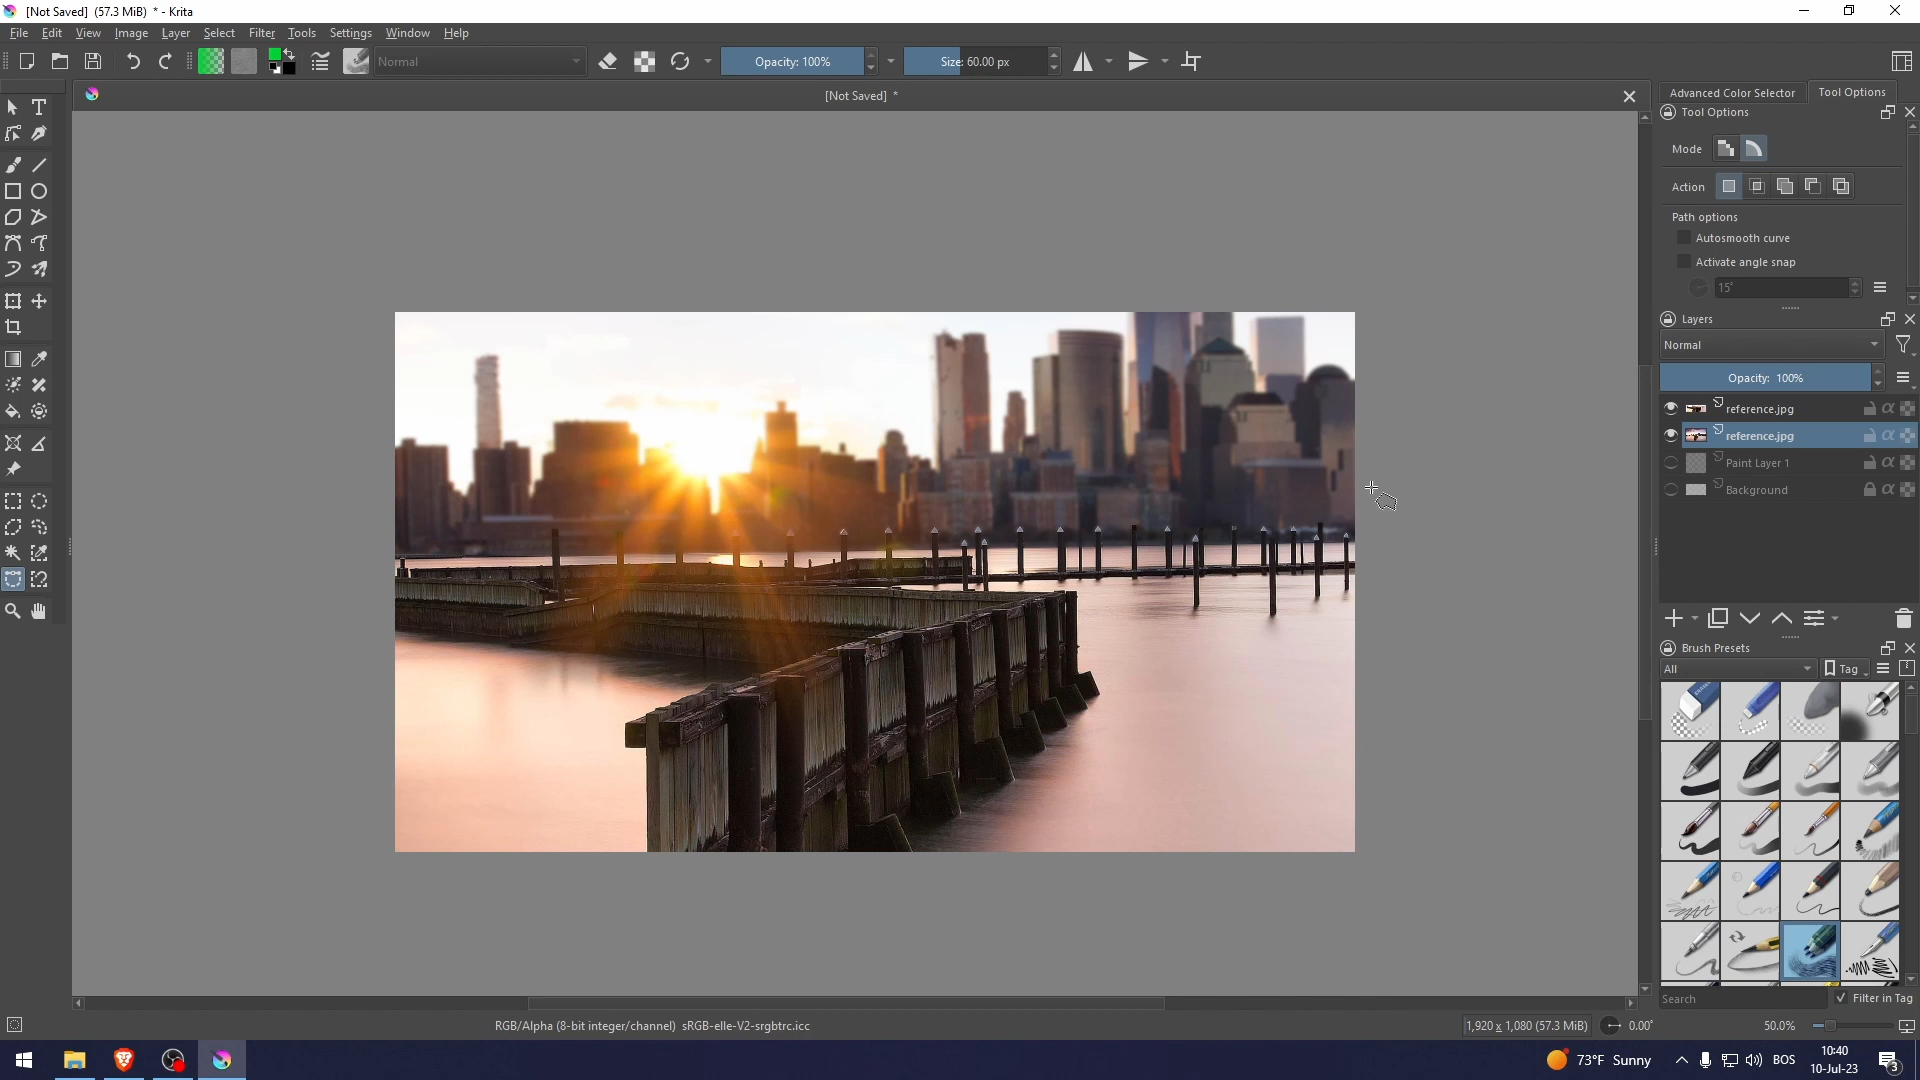 [Not Saved] (57.3 MiB) * - Krita
File Edit View Image Layer Select Filter Tools Settings Window Help
Normal
Opacity: 100%
Size: 60.00 px
[Not Saved] *
Advanced Color Selector
Tool Options
Tool Options
Mode
Action
Path options
Autosmooth curve
Activate angle snap
15°
Layers
Normal
Opacity: 100%
reference.jpg
reference.jpg
Paint Layer 1
Background
Brush Presets
All
Tag
Search
Filter in Tag
RGB/Alpha (8-bit integer/channel) sRGB-elle-V2-srgbtrc.icc
1,920 x 1,080 (57.3 MiB)
0.00°
50.0%
73°F Sunny
BOS
10:40
10-Jul-23
3